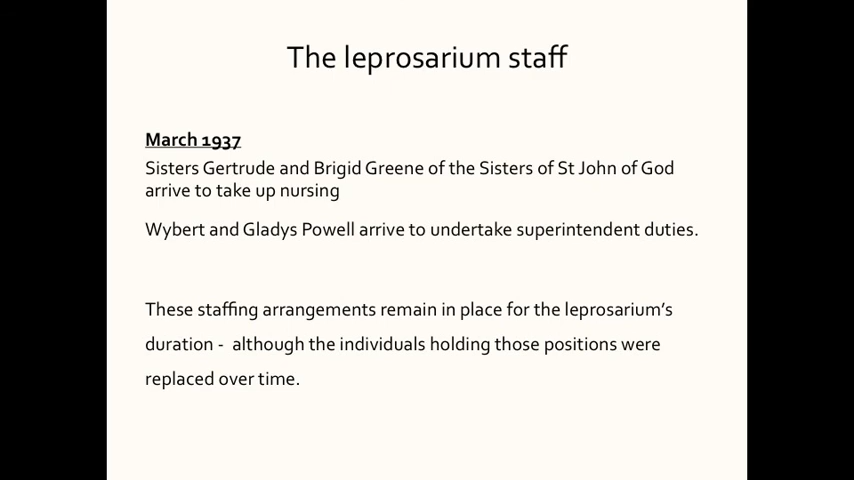 The leprosarium staff
March 1937
Sisters Gertrude and Brigid Greene of the Sisters of St John of God
arrive to take up nursing
Wybert and Gladys Powell arrive to undertake superintendent duties.
These staffing arrangements remain in place for the leprosarium’s
duration - although the individuals holding those positions were
replaced over time.